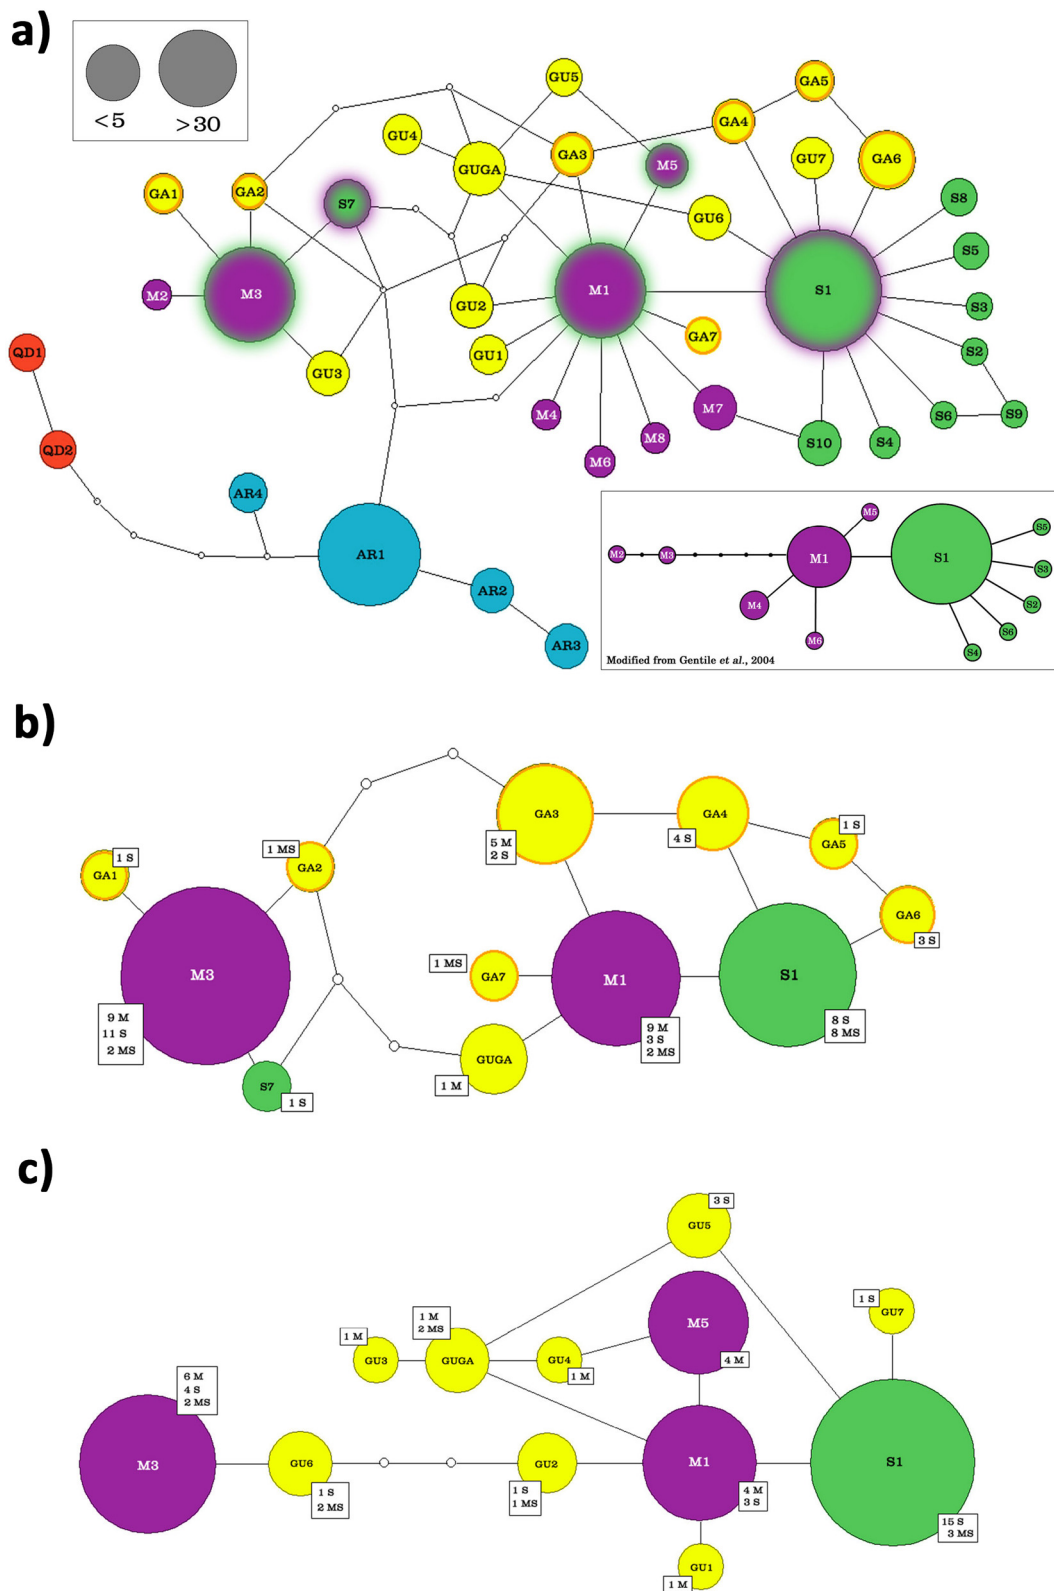 a)
<5 >30
GU5
GA5
GU4
GA4
GA3
GU7
GA6
GUGA
M5
GA1
GA2
S7
S8
GU6
S5
M2
M3
M1
S1
S3
GU2
GA7
S2
QD1
GU1
GU3
M7
M4
S6
S9
M8
S10
S4
QD2
M6
AR4
AR1
AR2
AR3
M5
S5
M2
M3
M1
S1
S3
M4
S2
M6
S6
S4
Modified from Gentile et al., 2004
b)
GA3
5 M
2 S
GA4
4 S
1 S
GA5
1 S
GA1
1 MS
GA2
GA6
3 S
M3
9 M
11 S
2 MS
1 MS
GA7
M1
9 M
3 S
2 MS
S1
8 S
8 MS
GUGA
1 M
S7
1 S
c)
3 S
GU5
1 S
GU7
1 M
2 MS
M5
4 M
1 M
GU3
GUGA
GU4
1 M
6 M
4 S
2 MS
M3
GU6
1 S
2 MS
GU2
1 S
1 MS
M1
4 M
3 S
S1
15 S
3 MS
GU1
1 M